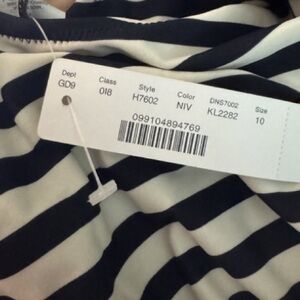 Dept Class Style Color DNS7002 Size
GD9 018 H7602 NIV KL2282 10
099104894769